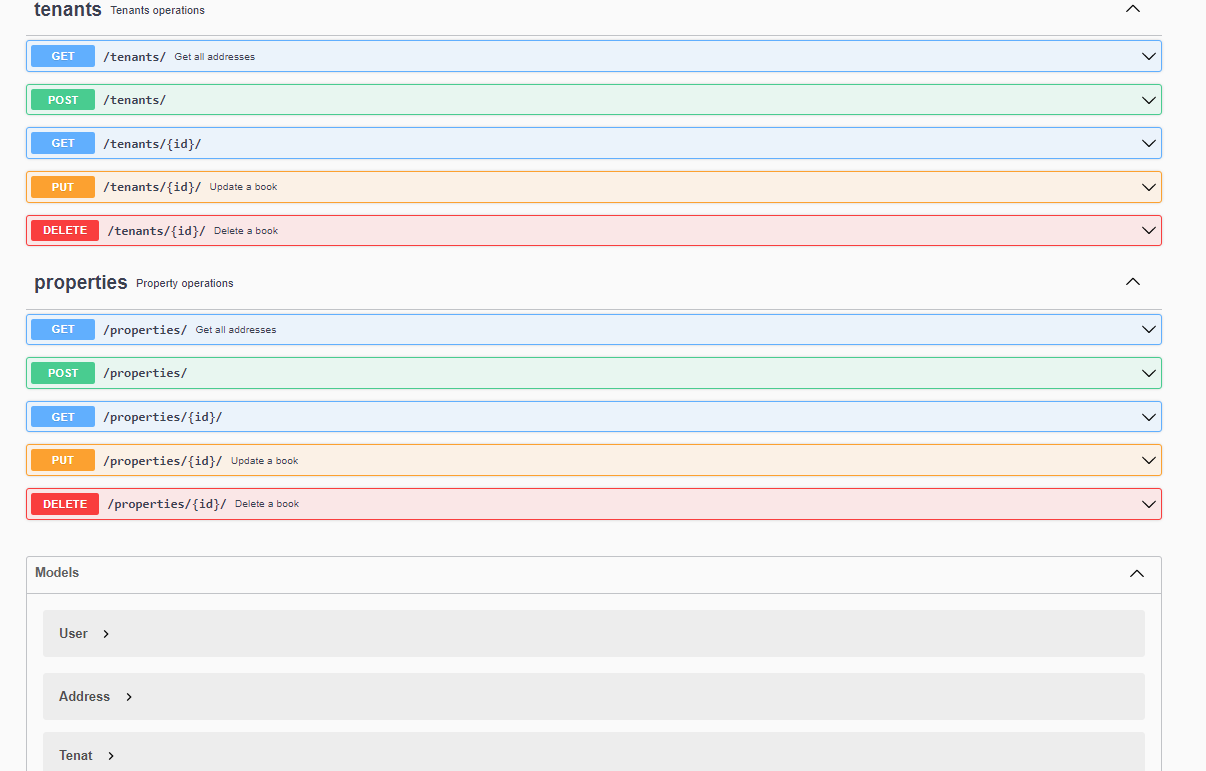 tenants Tenants operations
GET /tenants/ Get all addresses
POST /tenants/
GET /tenants/{id}/
PUT /tenants/{id}/ Update a book
DELETE /tenants/{id}/ Delete a book
properties Property operations
GET /properties/ Get all addresses
POST /properties/
GET /properties/{id}/
PUT /properties/{id}/ Update a book
DELETE /properties/{id}/ Delete a book
Models
User
Address
Tenat